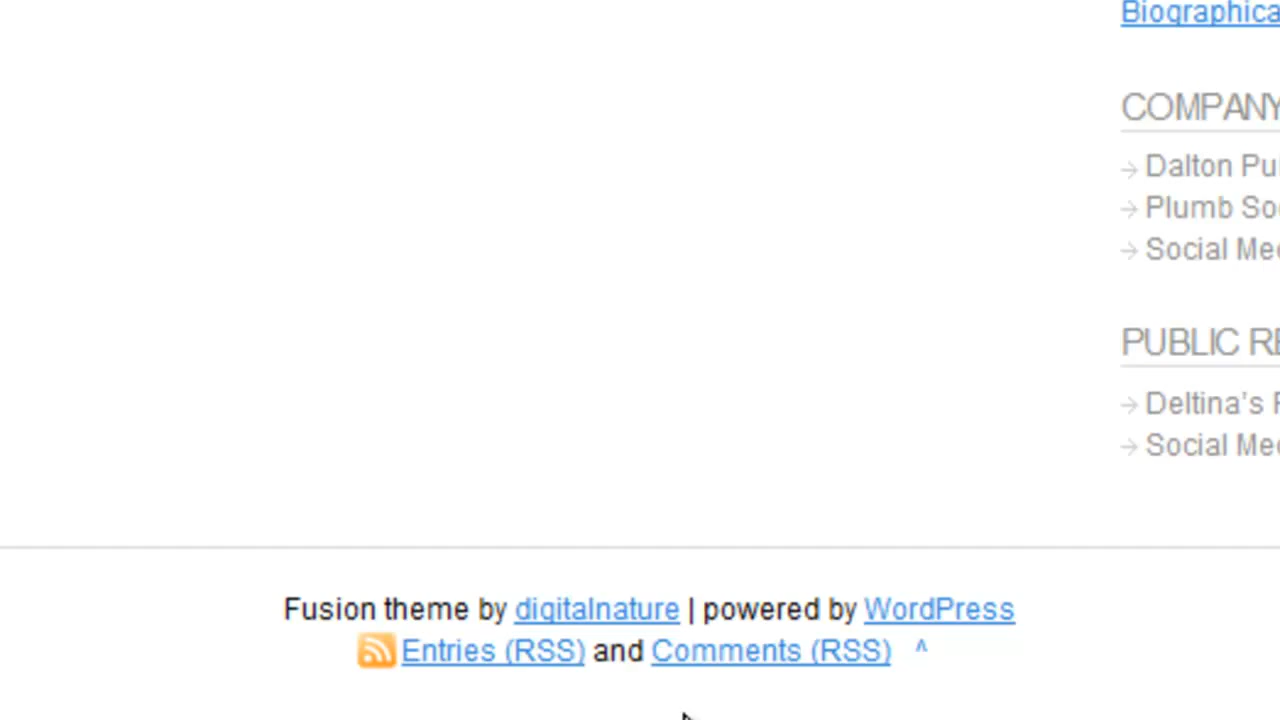 Biographica
COMPANY
Dalton Pu
Plumb So
Social Me
PUBLIC RE
Deltina's
Social Me
Fusion theme by digitalnature | powered by WordPress
Entries (RSS) and Comments (RSS) ^